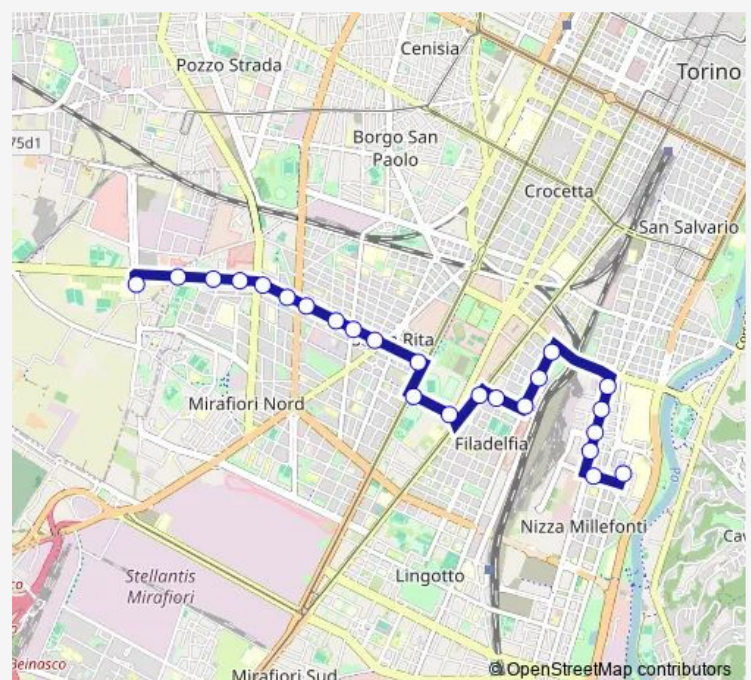 Cenisia
Pozzo Strada
Torino
75d1
Borgo San
Paolo
Crocetta
San Salvario
Rita
Mirafiori Nord
Filadelfia
Nizza Millefonti
Po
Stellantis
Mirafiori
Lingotto
Beinasco
Mirafiori Sud
© OpenStreetMap contributors